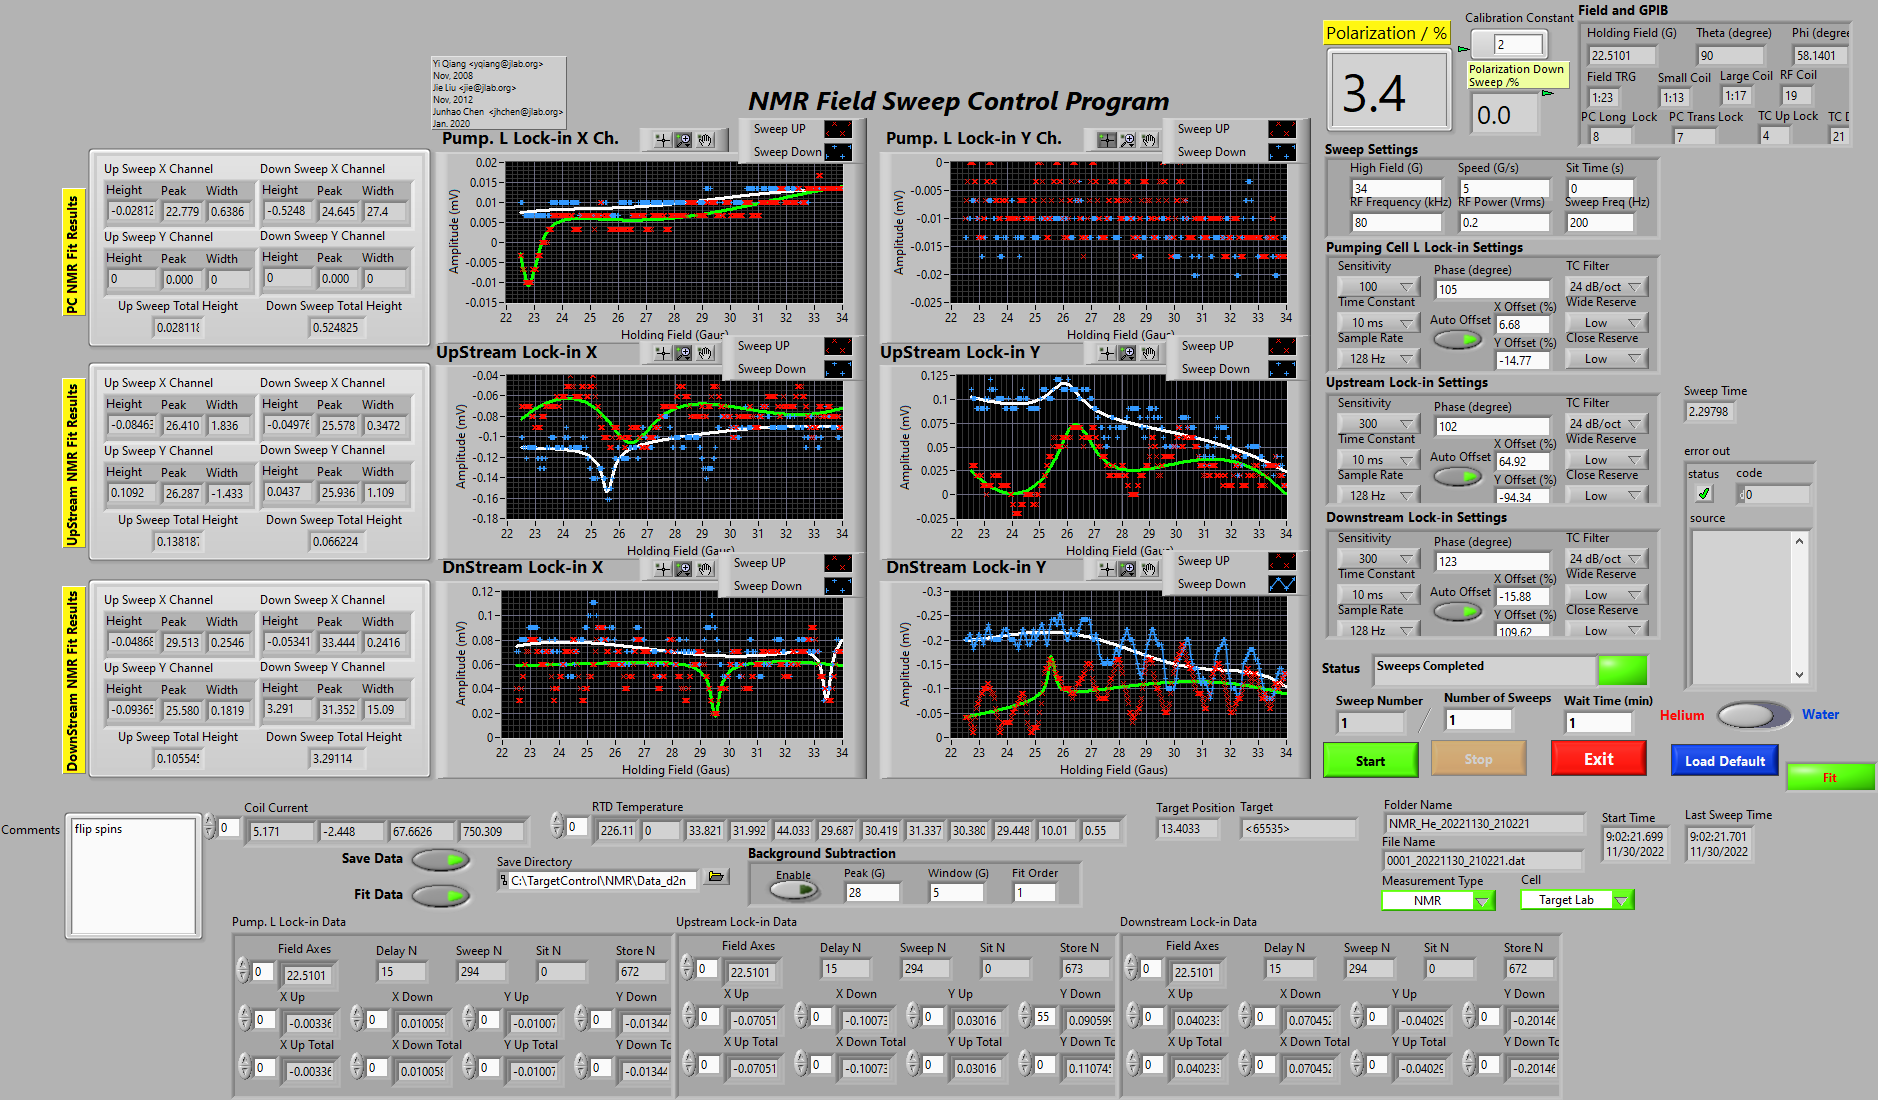 Yi Qiang <yqiang@jlab.org>
Nov, 2008
Jie Liu <jie@jlab.org>
Nov, 2012
Junhao Chen <jhchen@jlab.org>
Jan. 2020
NMR Field Sweep Control Program
Polarization / %
3.4
Calibration Constant
2
Polarization Down Sweep /%
0.0
Field and GPIB
Holding Field (G) Theta (degree) Phi (degree
22.5101 90 58.1401
Field TRG Small Coil Large Coil RF Coil
1:23 1:13 1:17 19
PC Long Lock PC Trans Lock TC Up Lock TC D
8 7 4 21
PC NMR Fit Results
Up Sweep X Channel Down Sweep X Channel
Height Peak Width Height Peak Width
-0.02812 22.779 0.6386 -0.5248 24.645 27.4
Up Sweep Y Channel Down Sweep Y Channel
Height Peak Width Height Peak Width
0 0.000 0 0 0.000 0
Up Sweep Total Height Down Sweep Total Height
0.028118 0.524825
UpStream NMR Fit Results
Up Sweep X Channel Down Sweep X Channel
Height Peak Width Height Peak Width
-0.08463 26.410 1.836 -0.04976 25.578 0.3472
Up Sweep Y Channel Down Sweep Y Channel
Height Peak Width Height Peak Width
0.1092 26.287 -1.433 0.0437 25.936 1.109
Up Sweep Total Height Down Sweep Total Height
0.138187 0.066224
DownStream NMR Fit Results
Up Sweep X Channel Down Sweep X Channel
Height Peak Width Height Peak Width
-0.04868 29.513 0.2546 -0.05341 33.444 0.2416
Up Sweep Y Channel Down Sweep Y Channel
Height Peak Width Height Peak Width
-0.09365 25.580 0.1819 3.291 31.352 15.09
Up Sweep Total Height Down Sweep Total Height
0.10554 3.29114
Pump. L Lock-in X Ch.
Sweep UP
Sweep Down
Amplitude (mV)
0.02
0.015
0.01
0.005
0
-0.005
-0.01
-0.015
22 23 24 25 26 27 28 29 30 31 32 33 34
Holding Field (Gaus)
Pump. L Lock-in Y Ch.
Sweep UP
Sweep Down
Amplitude (mV)
0
-0.005
-0.01
-0.015
-0.02
-0.025
22 23 24 25 26 27 28 29 30 31 32 33 34
Holding Field (Gaus)
UpStream Lock-in X
Sweep UP
Sweep Down
Amplitude (mV)
-0.04
-0.06
-0.08
-0.1
-0.12
-0.14
-0.16
-0.18
22 23 24 25 26 27 28 29 30 31 32 33 34
Holding Field (Gaus)
UpStream Lock-in Y
Sweep UP
Sweep Down
Amplitude (mV)
0.125
0.1
0.075
0.05
0.025
0
-0.025
22 23 24 25 26 27 28 29 30 31 32 33 34
Holding Field (Gaus)
DnStream Lock-in X
Sweep UP
Sweep Down
Amplitude (mV)
0.12
0.1
0.08
0.06
0.04
0.02
0
22 23 24 25 26 27 28 29 30 31 32 33 34
Holding Field (Gaus)
DnStream Lock-in Y
Sweep UP
Sweep Down
Amplitude (mV)
-0.3
-0.25
-0.2
-0.15
-0.1
-0.05
0
22 23 24 25 26 27 28 29 30 31 32 33 34
Holding Field (Gaus)
Sweep Settings
High Field (G) Speed (G/s) Sit Time (s)
34 5 0
RF Frequency (kHz) RF Power (Vrms) Sweep Freq (Hz)
80 0.2 200
Pumping Cell L Lock-in Settings
Sensitivity Phase (degree) TC Filter
100 105 24 dB/oct
Time Constant X Offset (%) Wide Reserve
10 ms Auto Offset 6.68 Low
Sample Rate Y Offset (%) Close Reserve
128 Hz -14.77 Low
Upstream Lock-in Settings
Sensitivity Phase (degree) TC Filter
300 102 24 dB/oct
Time Constant X Offset (%) Wide Reserve
10 ms Auto Offset 64.92 Low
Sample Rate Y Offset (%) Close Reserve
128 Hz -94.34 Low
Downstream Lock-in Settings
Sensitivity Phase (degree) TC Filter
300 123 24 dB/oct
Time Constant X Offset (%) Wide Reserve
10 ms Auto Offset -15.88 Low
Sample Rate Y Offset (%) Close Reserve
128 Hz 109.62 Low
Sweep Time
2.29798
error out
status code
0
source
Status Sweeps Completed
Sweep Number Number of Sweeps Wait Time (min)
1 / 1 1
Helium Water
Start Stop Exit Load Default Fit
Comments
flip spins
Coil Current
0 5.171 -2.448 67.6626 750.309
RTD Temperature
0 226.11 0 33.821 31.992 44.033 29.687 30.419 31.337 30.380 29.448 10.01 0.55
Target Position Target
13.4033 <65535>
Folder Name
NMR_He_20221130_210221
File Name
0001_20221130_210221.dat
Start Time
9:02:21.699
11/30/2022
Last Sweep Time
9:02:21.701
11/30/2022
Measurement Type Cell
NMR Target Lab
Save Data
Fit Data
Save Directory
C:\TargetControl\NMR\Data_d2n
Background Subtraction
Enable Peak (G) Window (G) Fit Order
28 5 1
Pump. L Lock-in Data
Field Axes Delay N Sweep N Sit N Store N
0 22.5101 15 294 0 672
X Up X Down Y Up Y Down
0 -0.00336 0 0.010058 0 -0.01007 0 -0.01344
X Up Total X Down Total Y Up Total Y Down To
0 -0.00336 0 0.010058 0 -0.01007 0 -0.01344
Upstream Lock-in Data
Field Axes Delay N Sweep N Sit N Store N
0 22.5101 15 294 0 673
X Up X Down Y Up Y Down
0 -0.07051 0 -0.10073 0 0.03016 55 0.090599
X Up Total X Down Total Y Up Total Y Down To
0 -0.07051 0 -0.10073 0 0.03016 0 0.110745
Downstream Lock-in Data
Field Axes Delay N Sweep N Sit N Store N
0 22.5101 15 294 0 672
X Up X Down Y Up Y Down
0 0.040233 0 0.070452 0 -0.04029 0 -0.20146
X Up Total X Down Total Y Up Total Y Down To
0 0.040233 0 0.070452 0 -0.04029 0 -0.20146